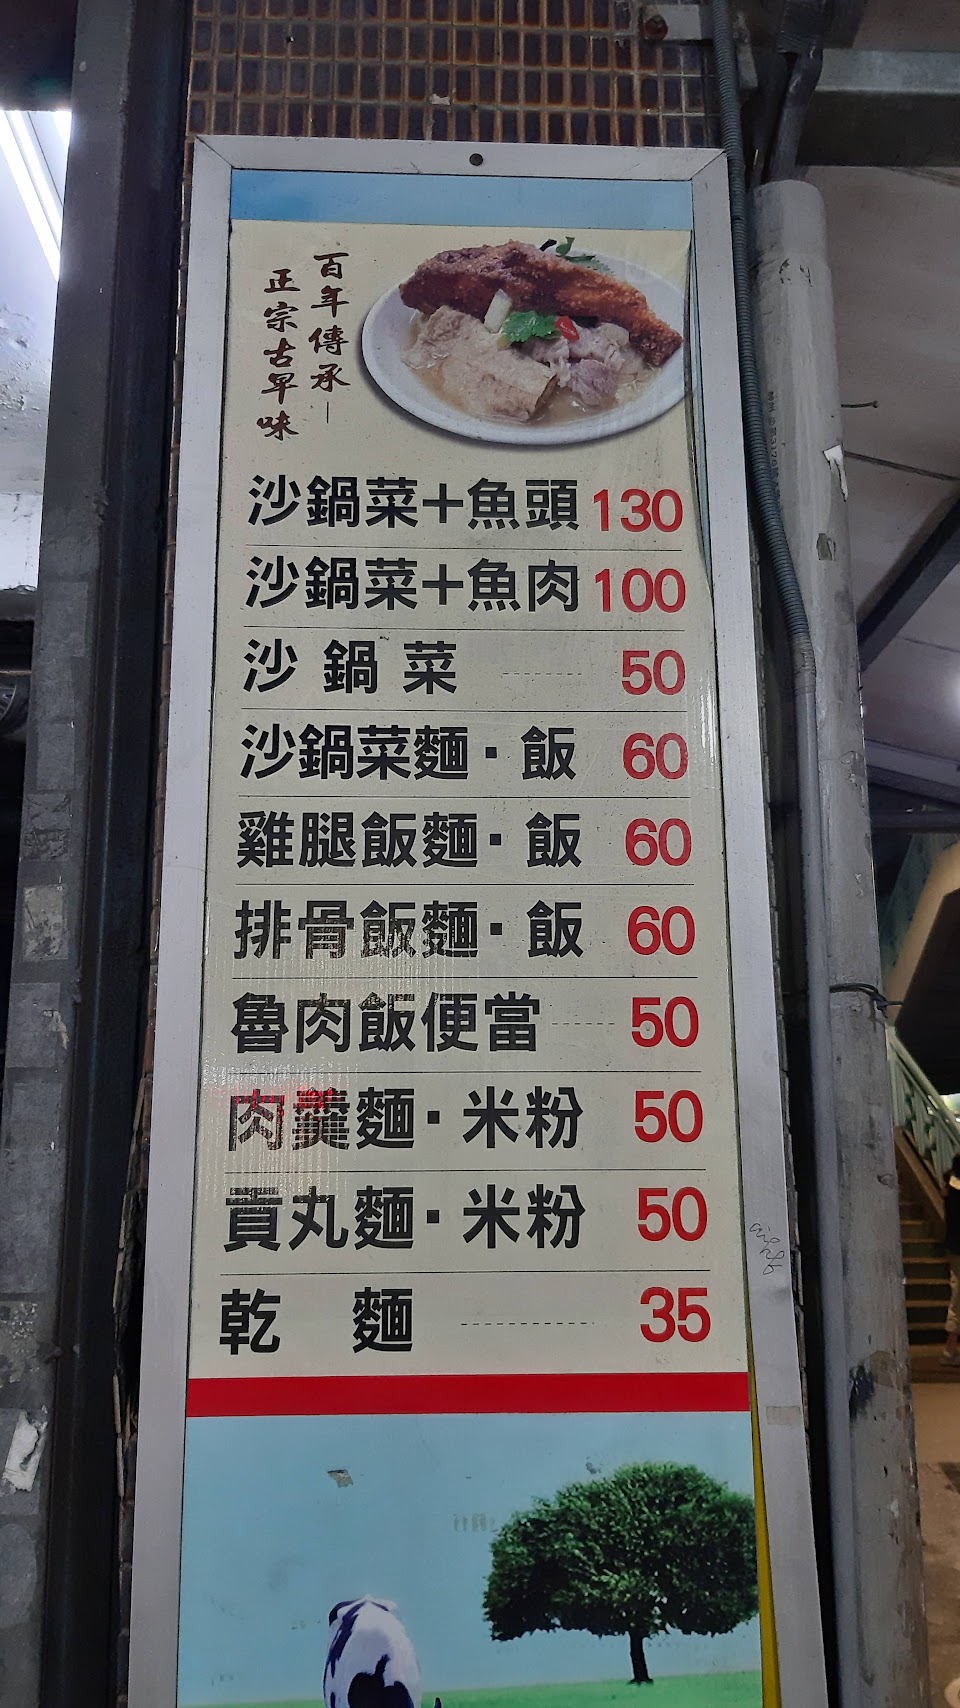 百年傳承－
正宗古早味
沙鍋菜＋魚頭 130
沙鍋菜＋魚肉 100
沙鍋菜 50
沙鍋菜麵·飯 60
雞腿飯麵·飯 60
排骨飯麵·飯 60
魯肉飯便當 50
肉羹麵·米粉 50
貢丸麵·米粉 50
乾麵 35